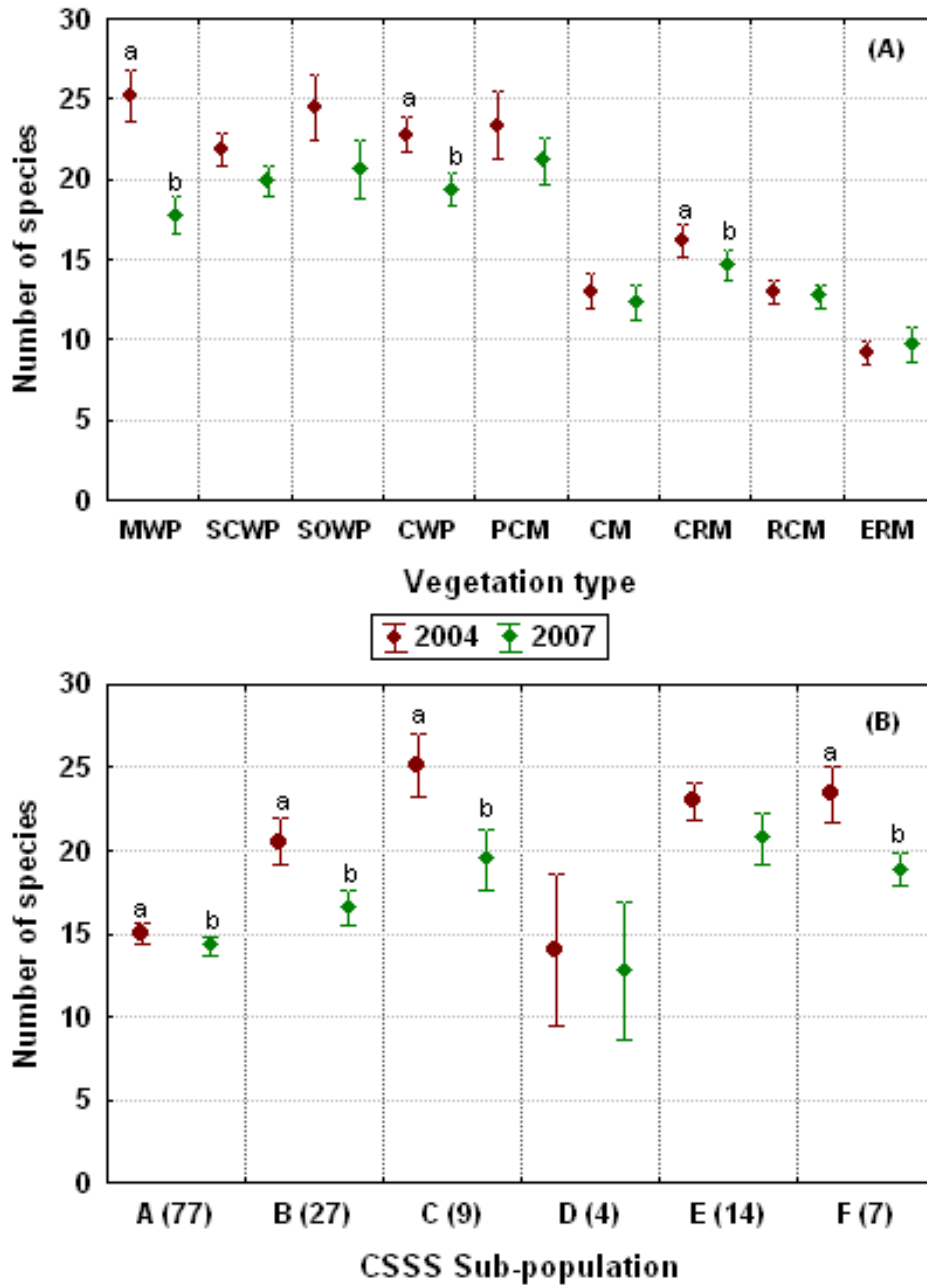 30
(A)
a
25
a
b
20
b
a
b
15
10
5
0
Number of species
MWP SCWP SOWP CWP PCM CM CRM RCM ERM
Vegetation type
2004 2007
30
(B)
a
a
25
a
b
b
20
b
a
b
15
10
5
0
Number of species
A (77) B (27) C (9) D (4) E (14) F (7)
CSSS Sub-population